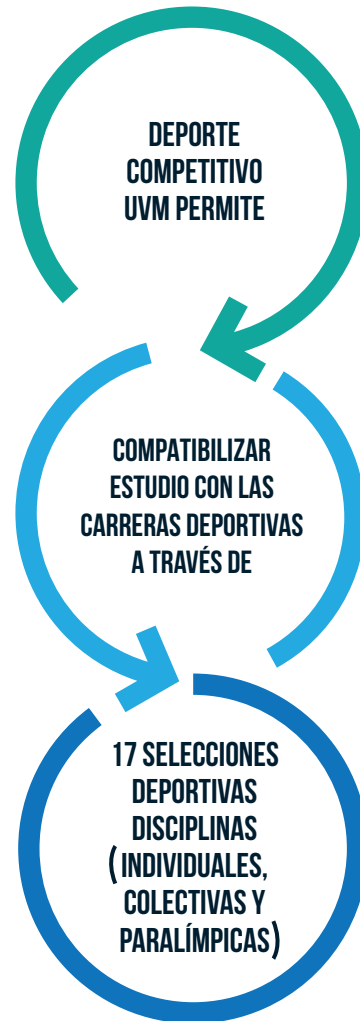 DEPORTE
COMPETITIVO
UVM PERMITE
COMPATIBILIZAR
ESTUDIO CON LAS
CARRERAS DEPORTIVAS
A TRAVÉS DE
17 SELECCIONES
DEPORTIVAS
DISCIPLINAS
(INDIVIDUALES,
COLECTIVAS Y
PARALÍMPICAS)